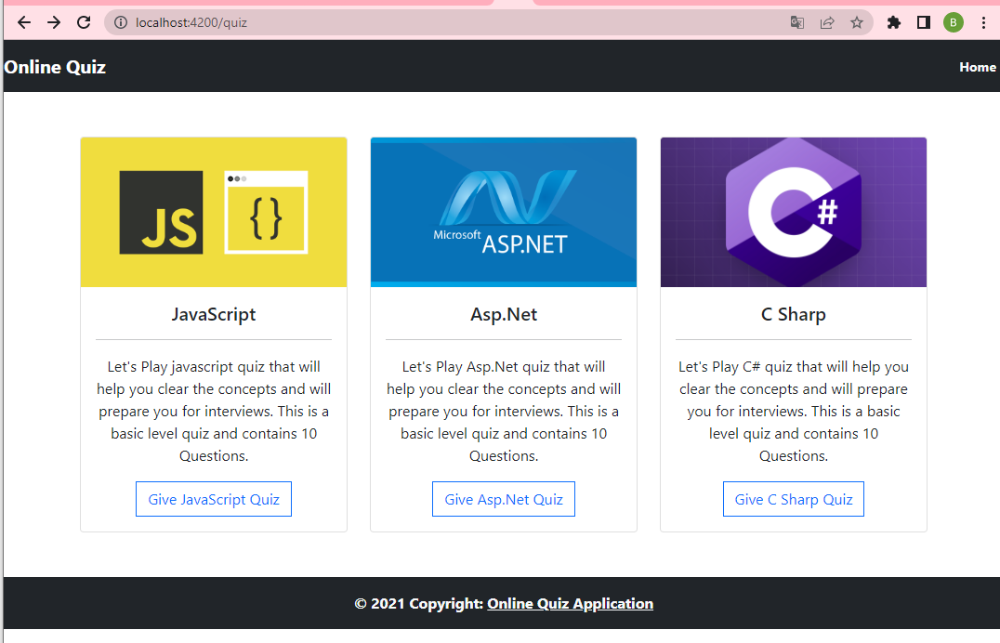 localhost:4200/quiz
B
Online Quiz
Home
JS
{}
Microsoft
ASP.NET
C#
JavaScript
Let's Play javascript quiz that will
help you clear the concepts and will
prepare you for interviews. This is a
basic level quiz and contains 10
Questions.
Give JavaScript Quiz
Asp.Net
Let's Play Asp.Net quiz that will
help you clear the concepts and will
prepare you for interviews. This is a
basic level quiz and contains 10
Questions.
Give Asp.Net Quiz
C Sharp
Let's Play C# quiz that will help you
clear the concepts and will prepare
you for interviews. This is a basic
level quiz and contains 10
Questions.
Give C Sharp Quiz
© 2021 Copyright: Online Quiz Application